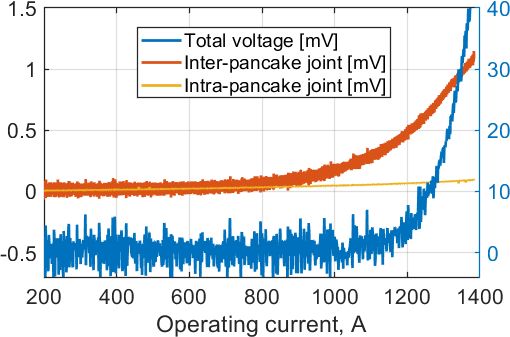 1.5
1
0.5
0
-0.5
Total voltage [mV]
Inter-pancake joint [mV]
Intra-pancake joint [mV]
40
30
20
10
0
200 400 600 800 1000 1200 1400
Operating current, A